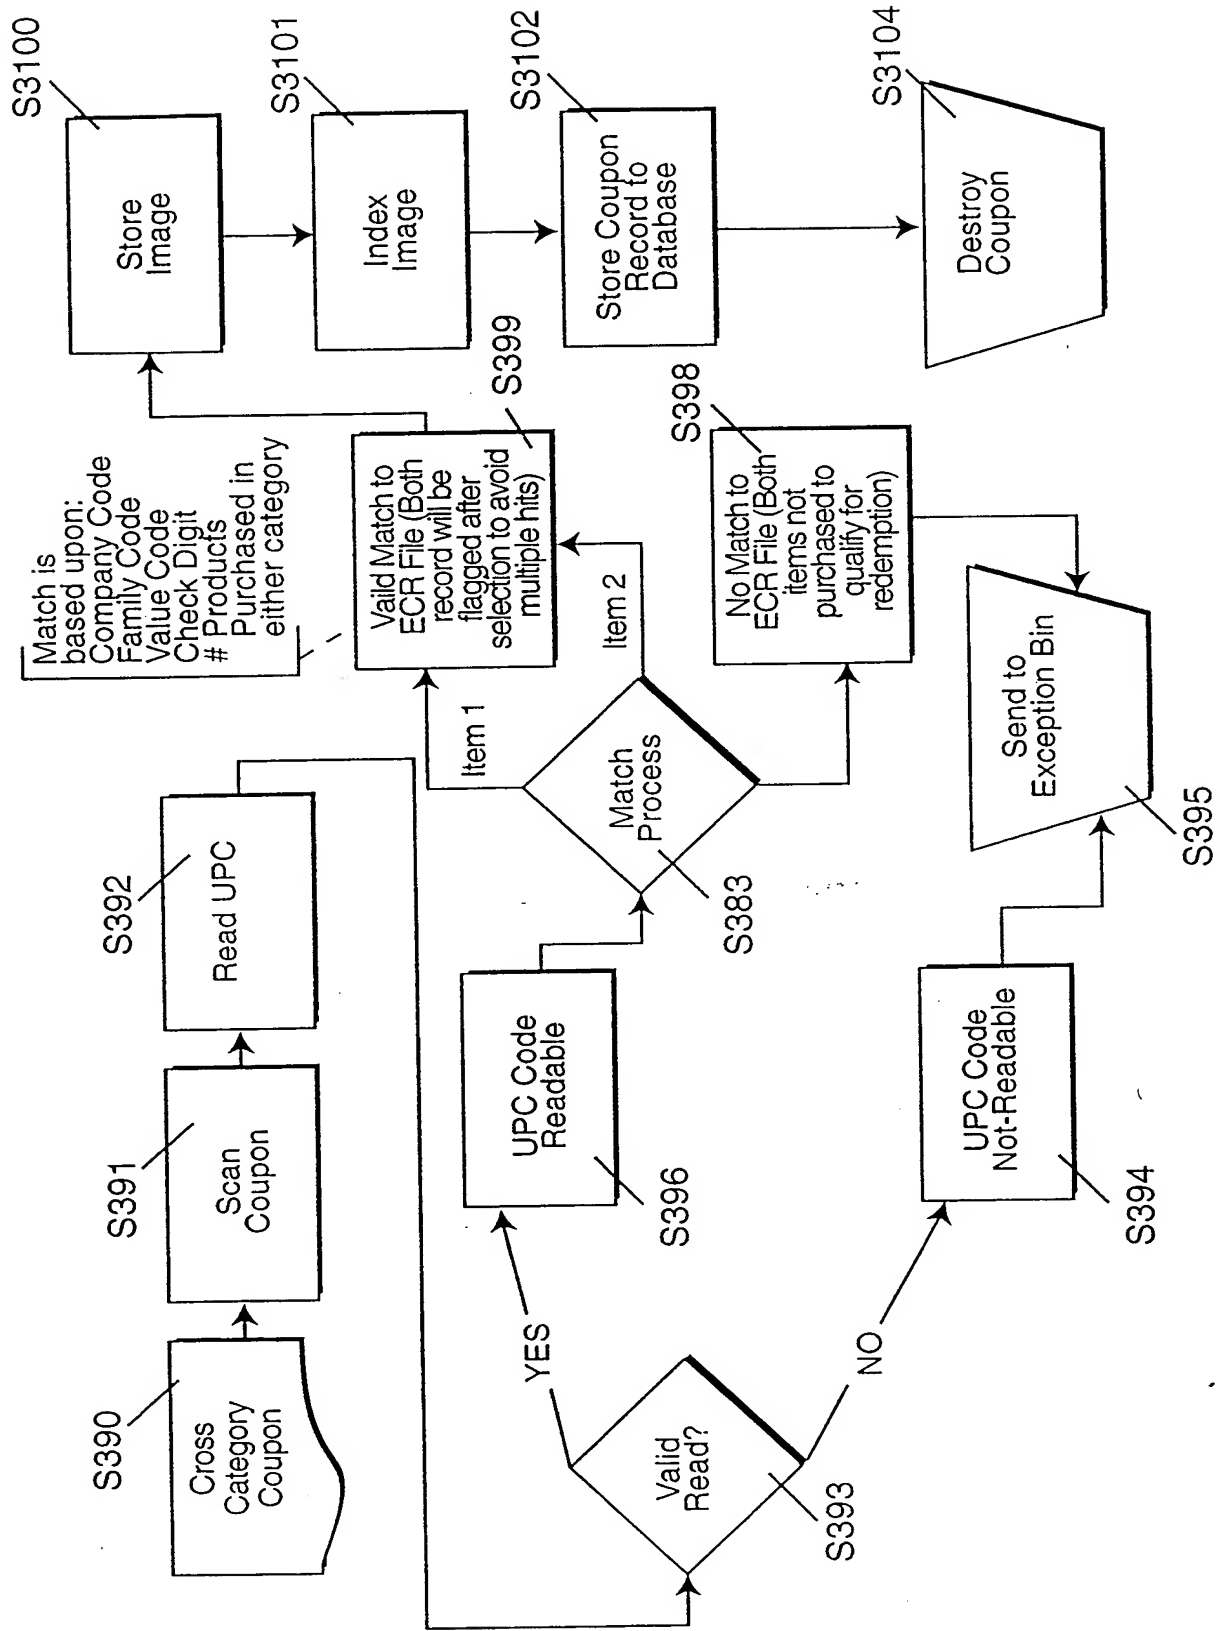 S390
Cross
Category
Coupon
S391
Scan
Coupon
S392
Read UPC
S393
Valid
Read?
YES
NO
S396
UPC Code
Readable
S394
UPC Code
Not-Readable
S383
Match
Process
Item 1
Item 2
Match is
based upon:
Company Code
Family Code
Value Code
Check Digit
# Products
Purchased in
either category
S399
Vaild Match to
ECR File (Both
record will be
flagged after
selection to avoid
multiple hits)
S398
No Match to
ECR File (Both
items not
purchased to
qualify for
redemption)
S395
Send to
Exception Bin
S3100
Store
Image
S3101
Index
Image
S3102
Store Coupon
Record to
Database
S3104
Destroy
Coupon